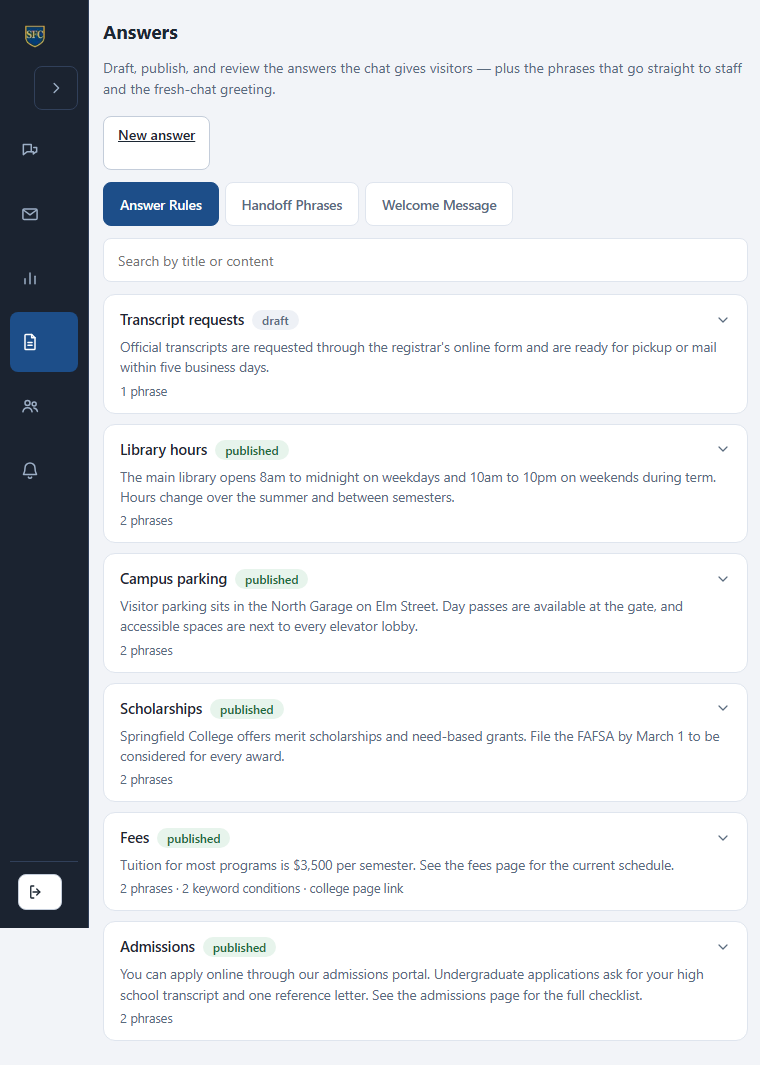 SFC
Answers
Draft, publish, and review the answers the chat gives visitors — plus the phrases that go straight to staff
and the fresh-chat greeting.
New answer
Answer Rules
Handoff Phrases
Welcome Message
Search by title or content
Transcript requests
draft
Official transcripts are requested through the registrar's online form and are ready for pickup or mail
within five business days.
1 phrase
Library hours
published
The main library opens 8am to midnight on weekdays and 10am to 10pm on weekends during term.
Hours change over the summer and between semesters.
2 phrases
Campus parking
published
Visitor parking sits in the North Garage on Elm Street. Day passes are available at the gate, and
accessible spaces are next to every elevator lobby.
2 phrases
Scholarships
published
Springfield College offers merit scholarships and need-based grants. File the FAFSA by March 1 to be
considered for every award.
2 phrases
Fees
published
Tuition for most programs is $3,500 per semester. See the fees page for the current schedule.
2 phrases · 2 keyword conditions · college page link
Admissions
published
You can apply online through our admissions portal. Undergraduate applications ask for your high
school transcript and one reference letter. See the admissions page for the full checklist.
2 phrases